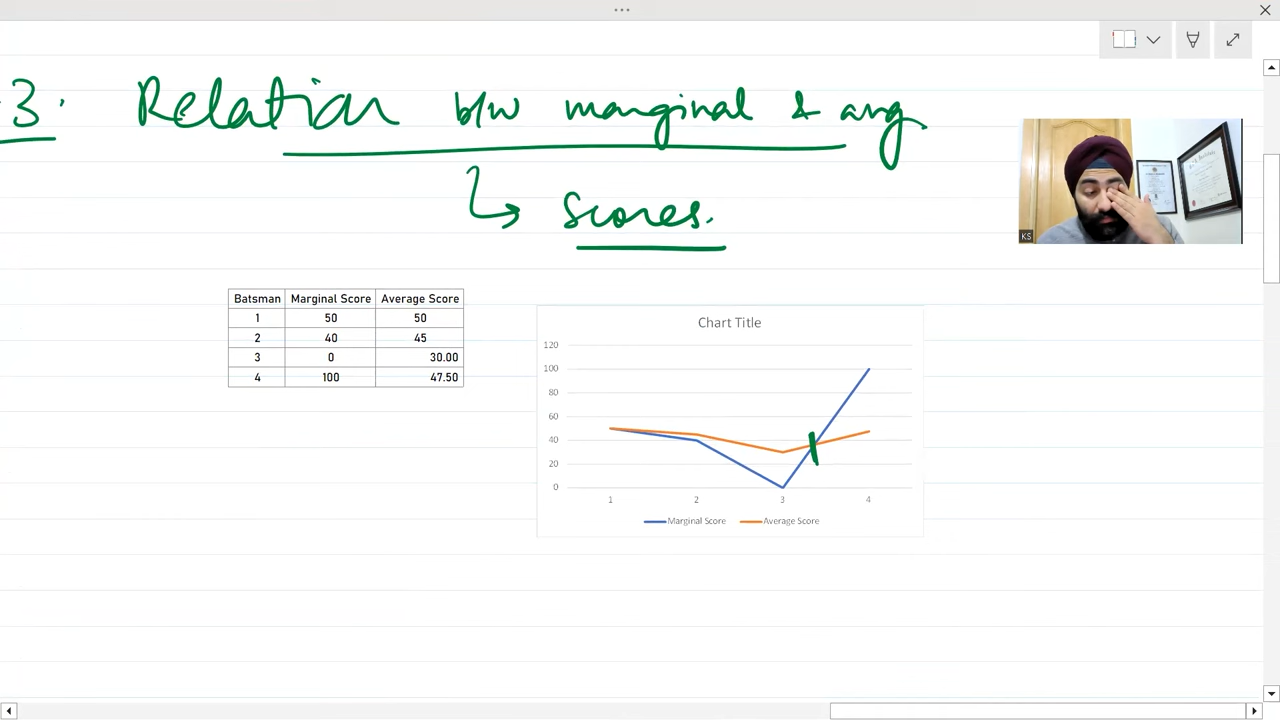 3. Relation b/w marginal & avg
↳ Scores.
Batsman Marginal Score Average Score
1 50 50
2 40 45
3 0 30.00
4 100 47.50
Chart Title
120
100
80
60
40
20
0
1 2 3 4
Marginal Score Average Score
KS